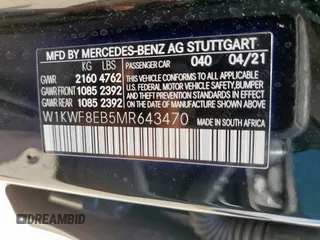 MFD BY MERCEDES-BENZ AG STUTTGART
KG LBS PASSENGER CAR 040 04/21
GVWR 2160 4762
GAWR FRONT 1085 2392
GAWR REAR 1085 2392
THIS VEHICLE CONFORMS TO ALL APPLICABLE
U.S. FEDERAL MOTOR VEHICLE SAFETY, BUMPER,
AND THEFT PREVENTION STANDARDS IN EFFECT
ON THE DATE OF MANUFACTURE SHOWN ABOVE.
W1KWF8EB5MR643470
MADE IN SOUTH AFRICA
DREAMBID